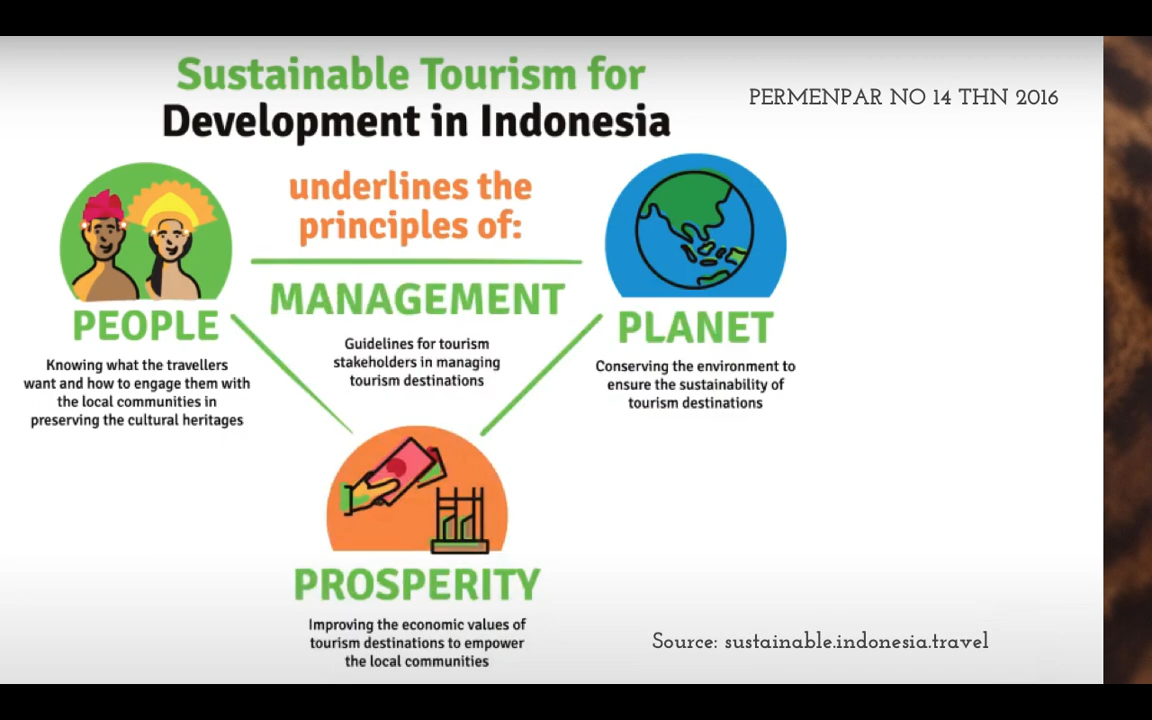 Sustainable Tourism for
Development in Indonesia
PERMENPAR NO 14 THN 2016
underlines the
principles of:
MANAGEMENT
Guidelines for tourism
stakeholders in managing
tourism destinations
PEOPLE
Knowing what the travellers
want and how to engage them with
the local communities in
preserving the cultural heritages
PLANET
Conserving the environment to
ensure the sustainability of
tourism destinations
PROSPERITY
Improving the economic values of
tourism destinations to empower
the local communities
Source: sustainable.indonesia.travel